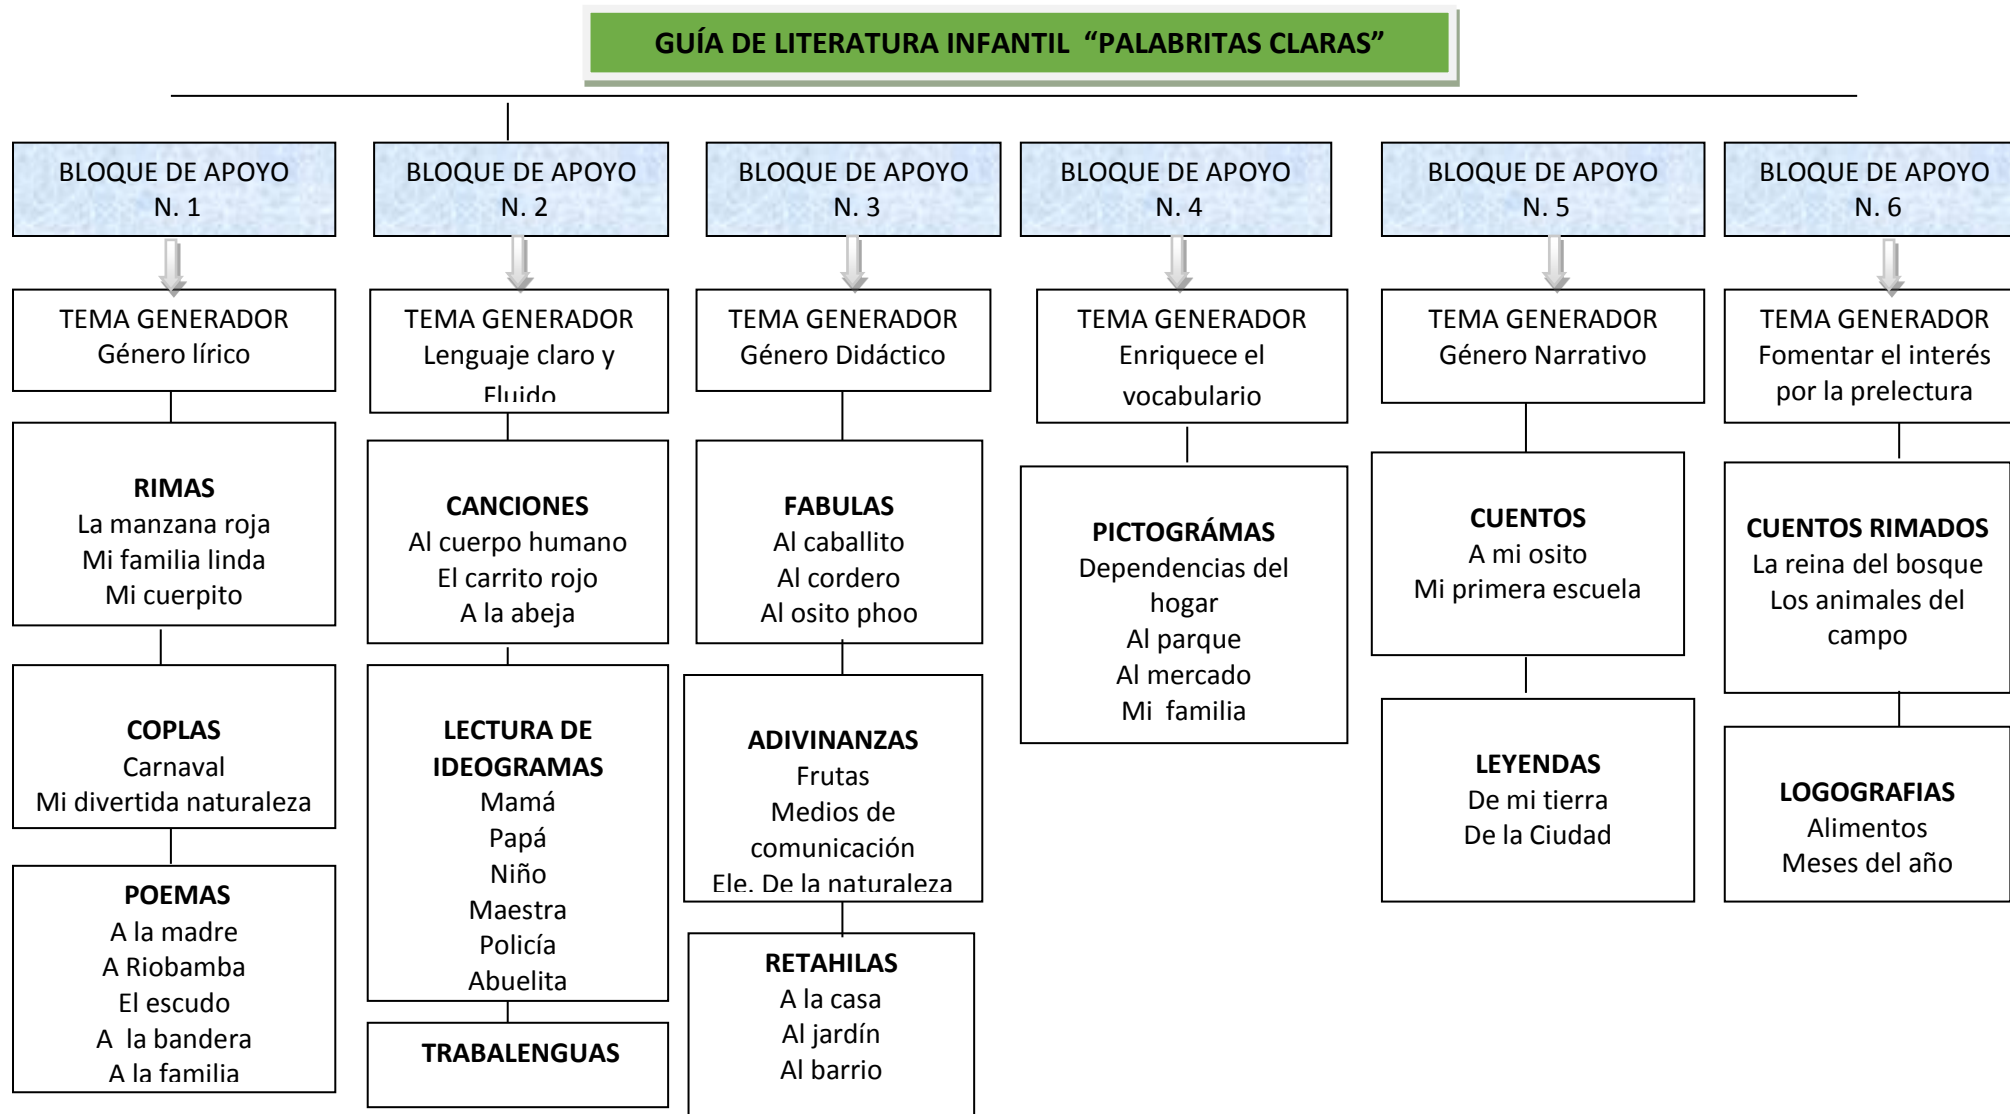 GUÍA DE LITERATURA INFANTIL “PALABRITAS CLARAS”
BLOQUE DE APOYO
N. 1
TEMA GENERADOR
Género lírico
RIMAS
La manzana roja
Mi familia linda
Mi cuerpito
COPLAS
Carnaval
Mi divertida naturaleza
POEMAS
A la madre
A Riobamba
El escudo
A la bandera
A la familia
BLOQUE DE APOYO
N. 2
TEMA GENERADOR
Lenguaje claro y
Fluido
CANCIONES
Al cuerpo humano
El carrito rojo
A la abeja
LECTURA DE
IDEOGRAMAS
Mamá
Papá
Niño
Maestra
Policía
Abuelita
TRABALENGUAS
BLOQUE DE APOYO
N. 3
TEMA GENERADOR
Género Didáctico
FABULAS
Al caballito
Al cordero
Al osito phoo
ADIVINANZAS
Frutas
Medios de
comunicación
Ele. De la naturaleza
RETAHILAS
A la casa
Al jardín
Al barrio
BLOQUE DE APOYO
N. 4
TEMA GENERADOR
Enriquece el
vocabulario
PICTOGRÁMAS
Dependencias del
hogar
Al parque
Al mercado
Mi familia
BLOQUE DE APOYO
N. 5
TEMA GENERADOR
Género Narrativo
CUENTOS
A mi osito
Mi primera escuela
LEYENDAS
De mi tierra
De la Ciudad
BLOQUE DE APOYO
N. 6
TEMA GENERADOR
Fomentar el interés
por la prelectura
CUENTOS RIMADOS
La reina del bosque
Los animales del
campo
LOGOGRAFIAS
Alimentos
Meses del año